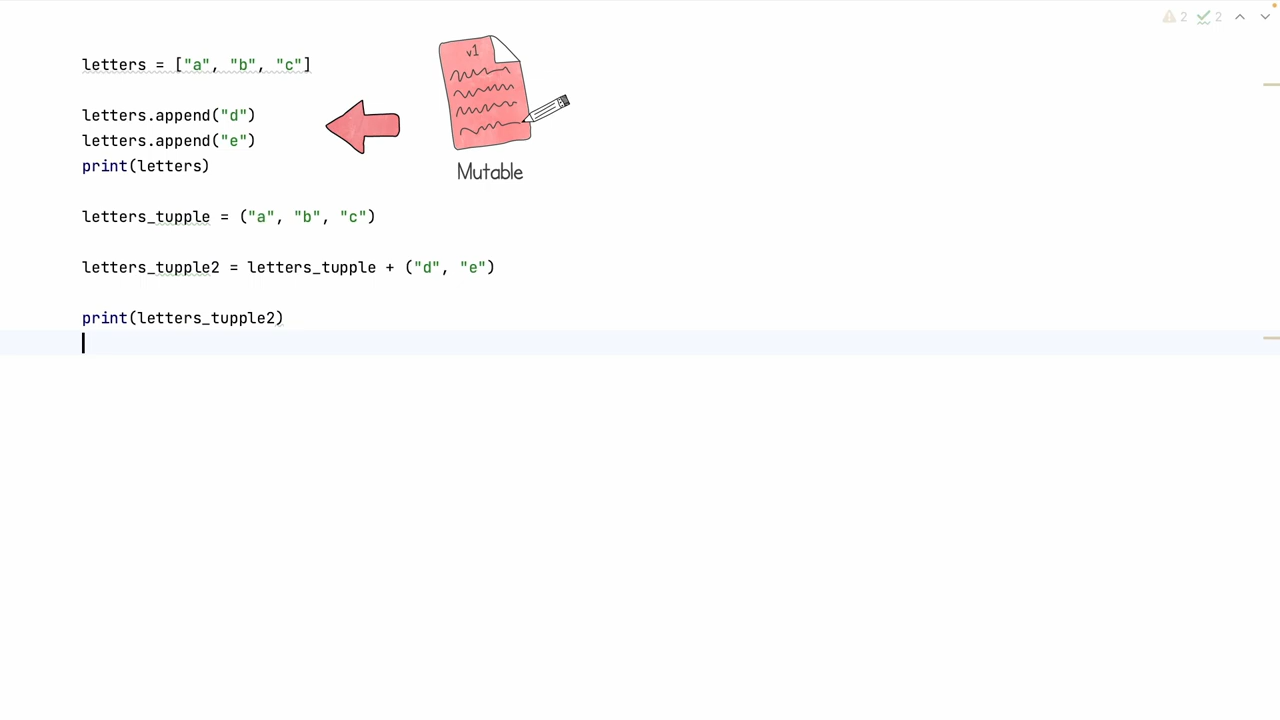 2 2
letters = ["a", "b", "c"]
v1
letters.append("d")
letters.append("e")
print(letters)
Mutable
letters_tupple = ("a", "b", "c")
letters_tupple2 = letters_tupple + ("d", "e")
print(letters_tupple2)